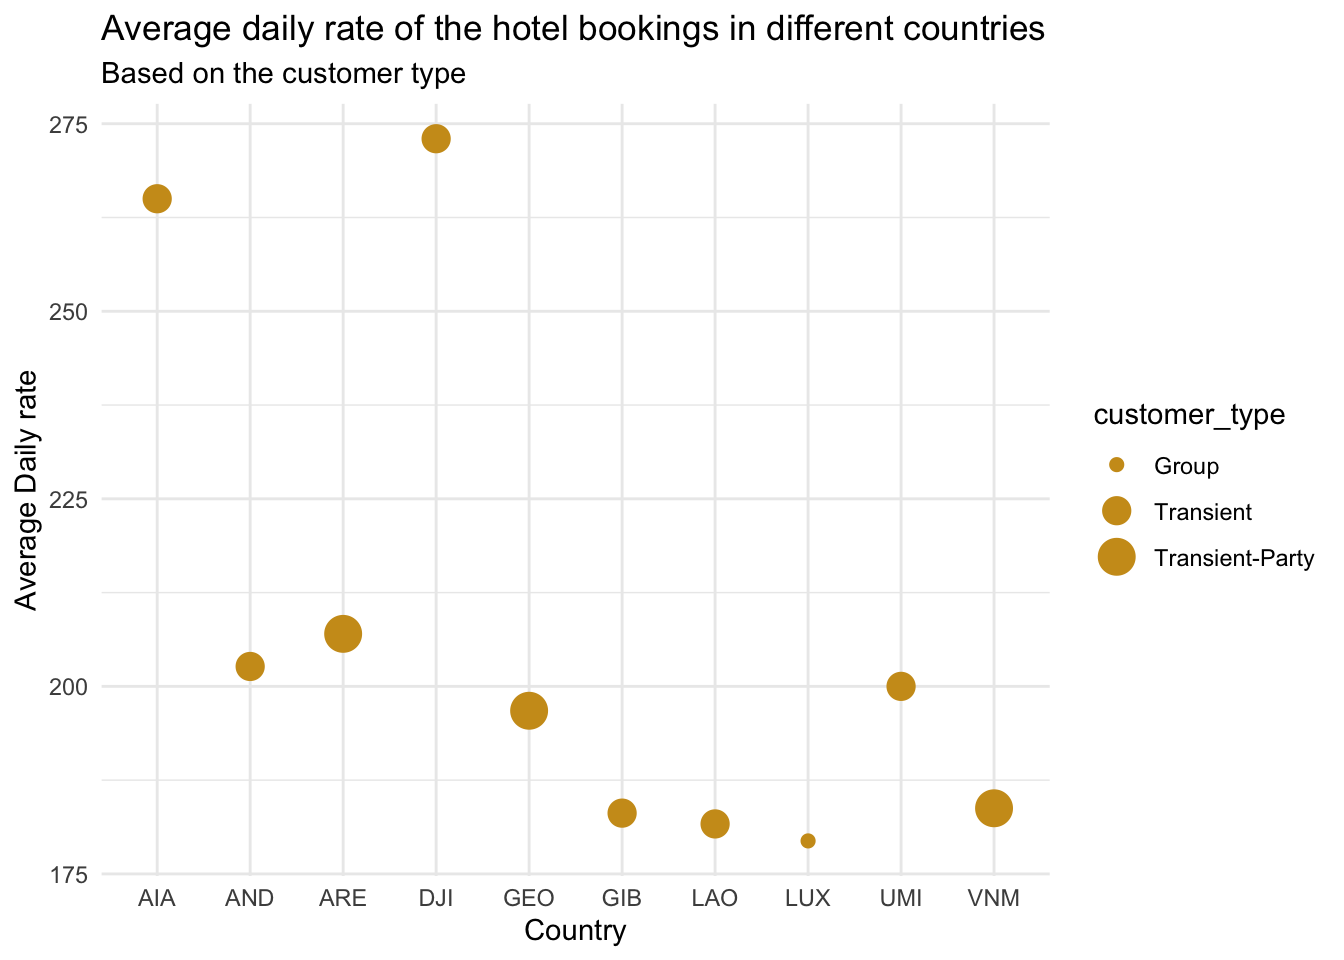 Average daily rate of the hotel bookings in different countries
Based on the customer type
275
250
225
200
175
Average Daily rate
AIA AND ARE DJI GEO GIB LAO LUX UMI VNM
Country
customer_type
Group
Transient
Transient-Party